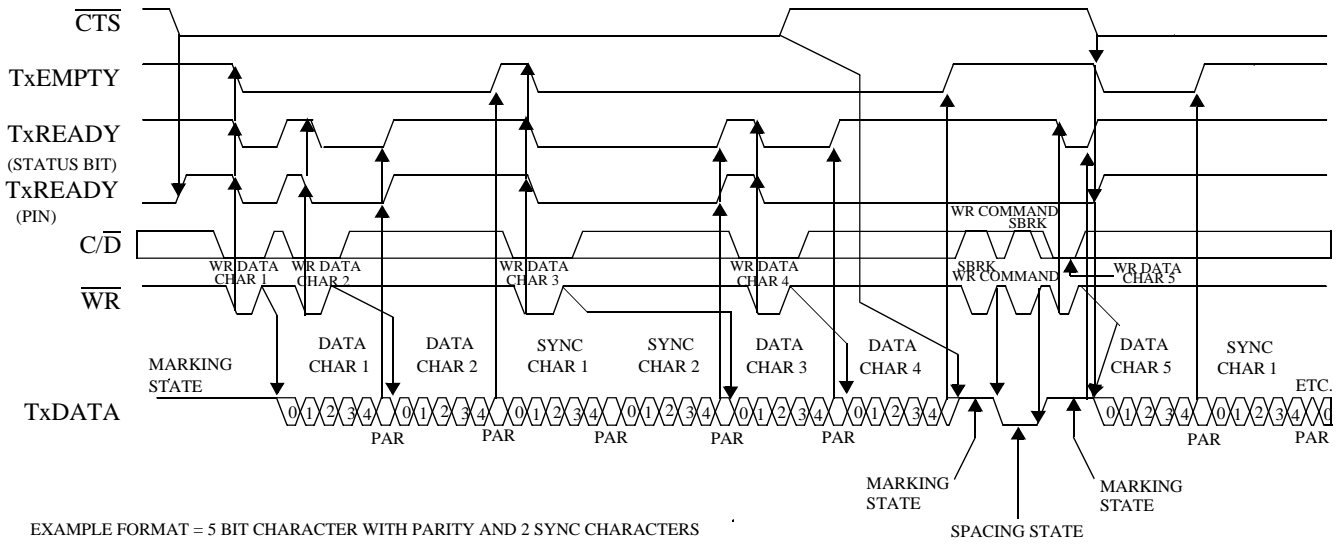 CTS
TxEMPTY
TxREADY
(STATUS BIT)
TxREADY
(PIN)
WR COMMAND
SBRK
C/D
WR DATA
CHAR 1
WR DATA
CHAR 2
WR DATA
CHAR 3
WR DATA
CHAR 4
SBRK
WR COMMAND
WR DATA
CHAR 5
WR
MARKING
STATE
DATA
CHAR 1
DATA
CHAR 2
SYNC
CHAR 1
SYNC
CHAR 2
DATA
CHAR 3
DATA
CHAR 4
DATA
CHAR 5
SYNC
CHAR 1
ETC.
TxDATA
0 1 2 3 4 0 1 2 3 4 0 1 2 3 4 0 1 2 3 4 0 1 2 3 4 0 1 2 3 4 0 1 2 3 4 0 1 2 3 4 0
PAR PAR PAR PAR PAR PAR PAR
MARKING
STATE
MARKING
STATE
SPACING STATE
EXAMPLE FORMAT = 5 BIT CHARACTER WITH PARITY AND 2 SYNC CHARACTERS